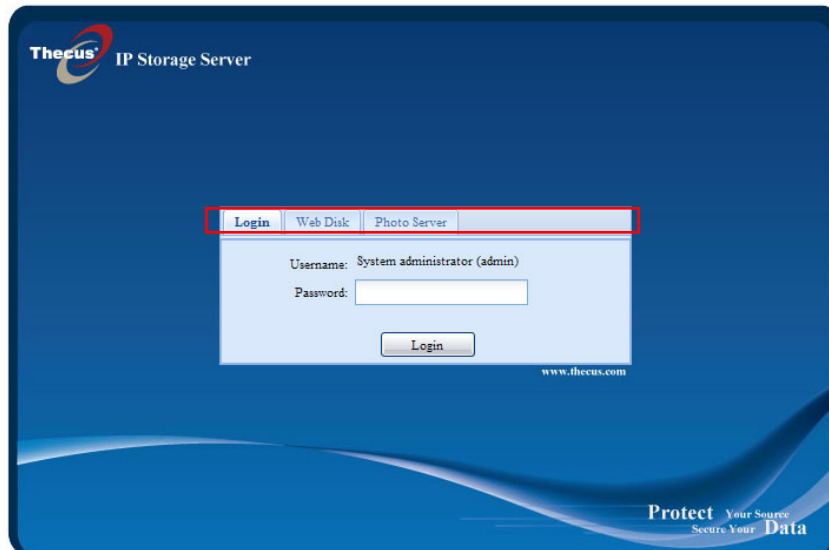 Thecus®
IP Storage Server
Login Web Disk Photo Server
Username: System administrator (admin)
Password:
Login
www.thecus.com
Protect Your Source
Secure Your Data